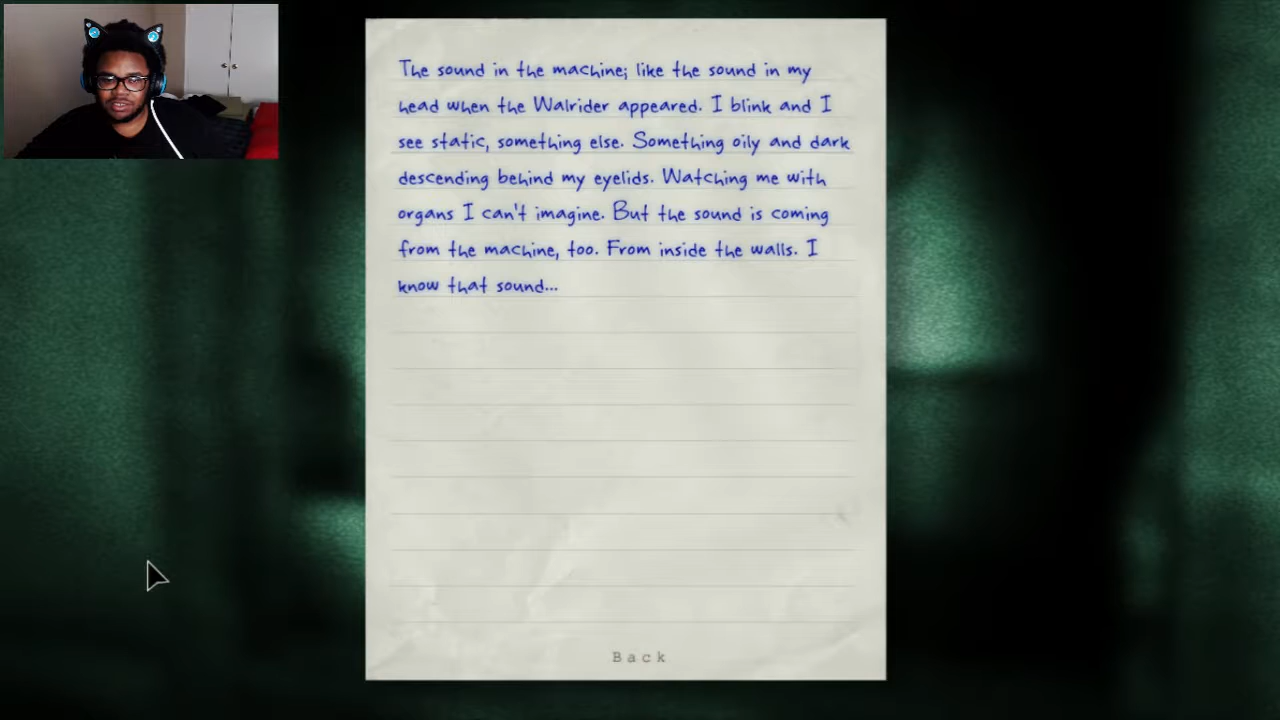 The sound in the machine; like the sound in my
head when the Walrider appeared. I blink and I
see static, something else. Something oily and dark
descending behind my eyelids. Watching me with
organs I can't imagine. But the sound is coming
from the machine, too. From inside the walls. I
know that sound...
Back